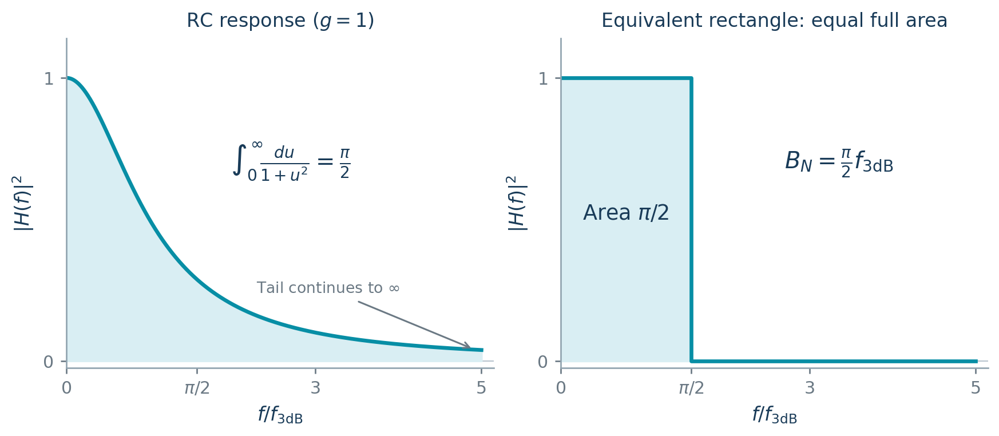 RC response (g = 1)
|H(f)|²
1
0
∫₀^∞ du/(1 + u²) = π/2
Tail continues to ∞
0 π/2 3 5
f/f₃dB
Equivalent rectangle: equal full area
|H(f)|²
1
0
Area π/2
B_N = π/2 f₃dB
0 π/2 3 5
f/f₃dB